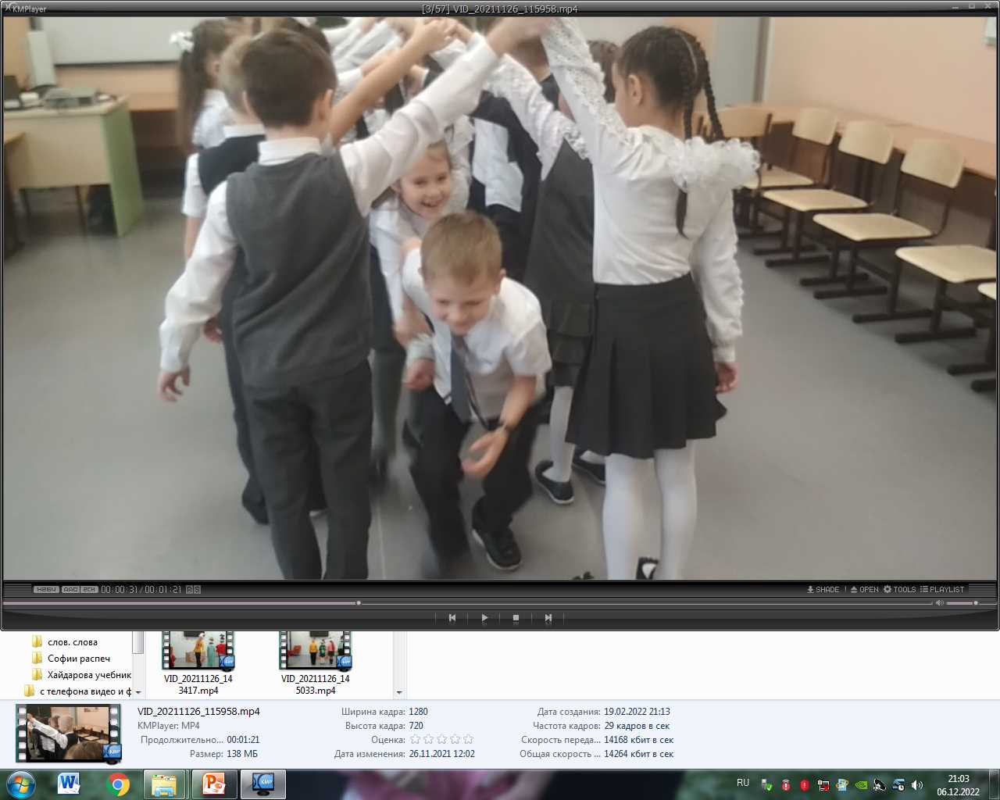 KMPlayer
[3/57] VID_20211126_115958.mp4
H264 AAC 2CH 00:00:31/00:01:21 R S
SHADE ! OPEN TOOLS PLAYLIST
слов. слова
Софии распеч
Хайдарова учебник
с телефона видео и ф
VID_20211126_14
3417.mp4
VID_20211126_14
5033.mp4
VID_20211126_115958.mp4
KMPlayer: MP4
Продолжительно... 00:01:21
Размер: 138 МБ
Ширина кадра: 1280
Высота кадра: 720
Оценка:
Дата изменения: 26.11.2021 12:02
Дата создания: 19.02.2022 21:13
Частота кадров: 29 кадров в сек
Скорость переда... 14168 кбит в сек
Общая скорость ... 14264 кбит в сек
KMP
RU
21:03
06.12.2022